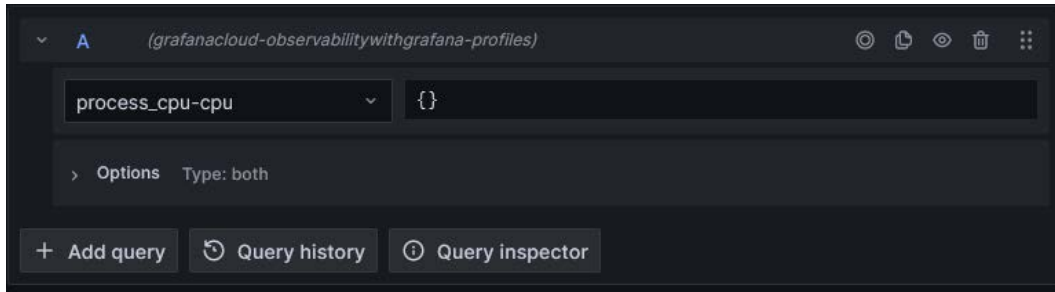 A (grafanacloud-observabilitywithgrafana-profiles)
process_cpu-cpu {}
Options Type: both
+ Add query Query history Query inspector